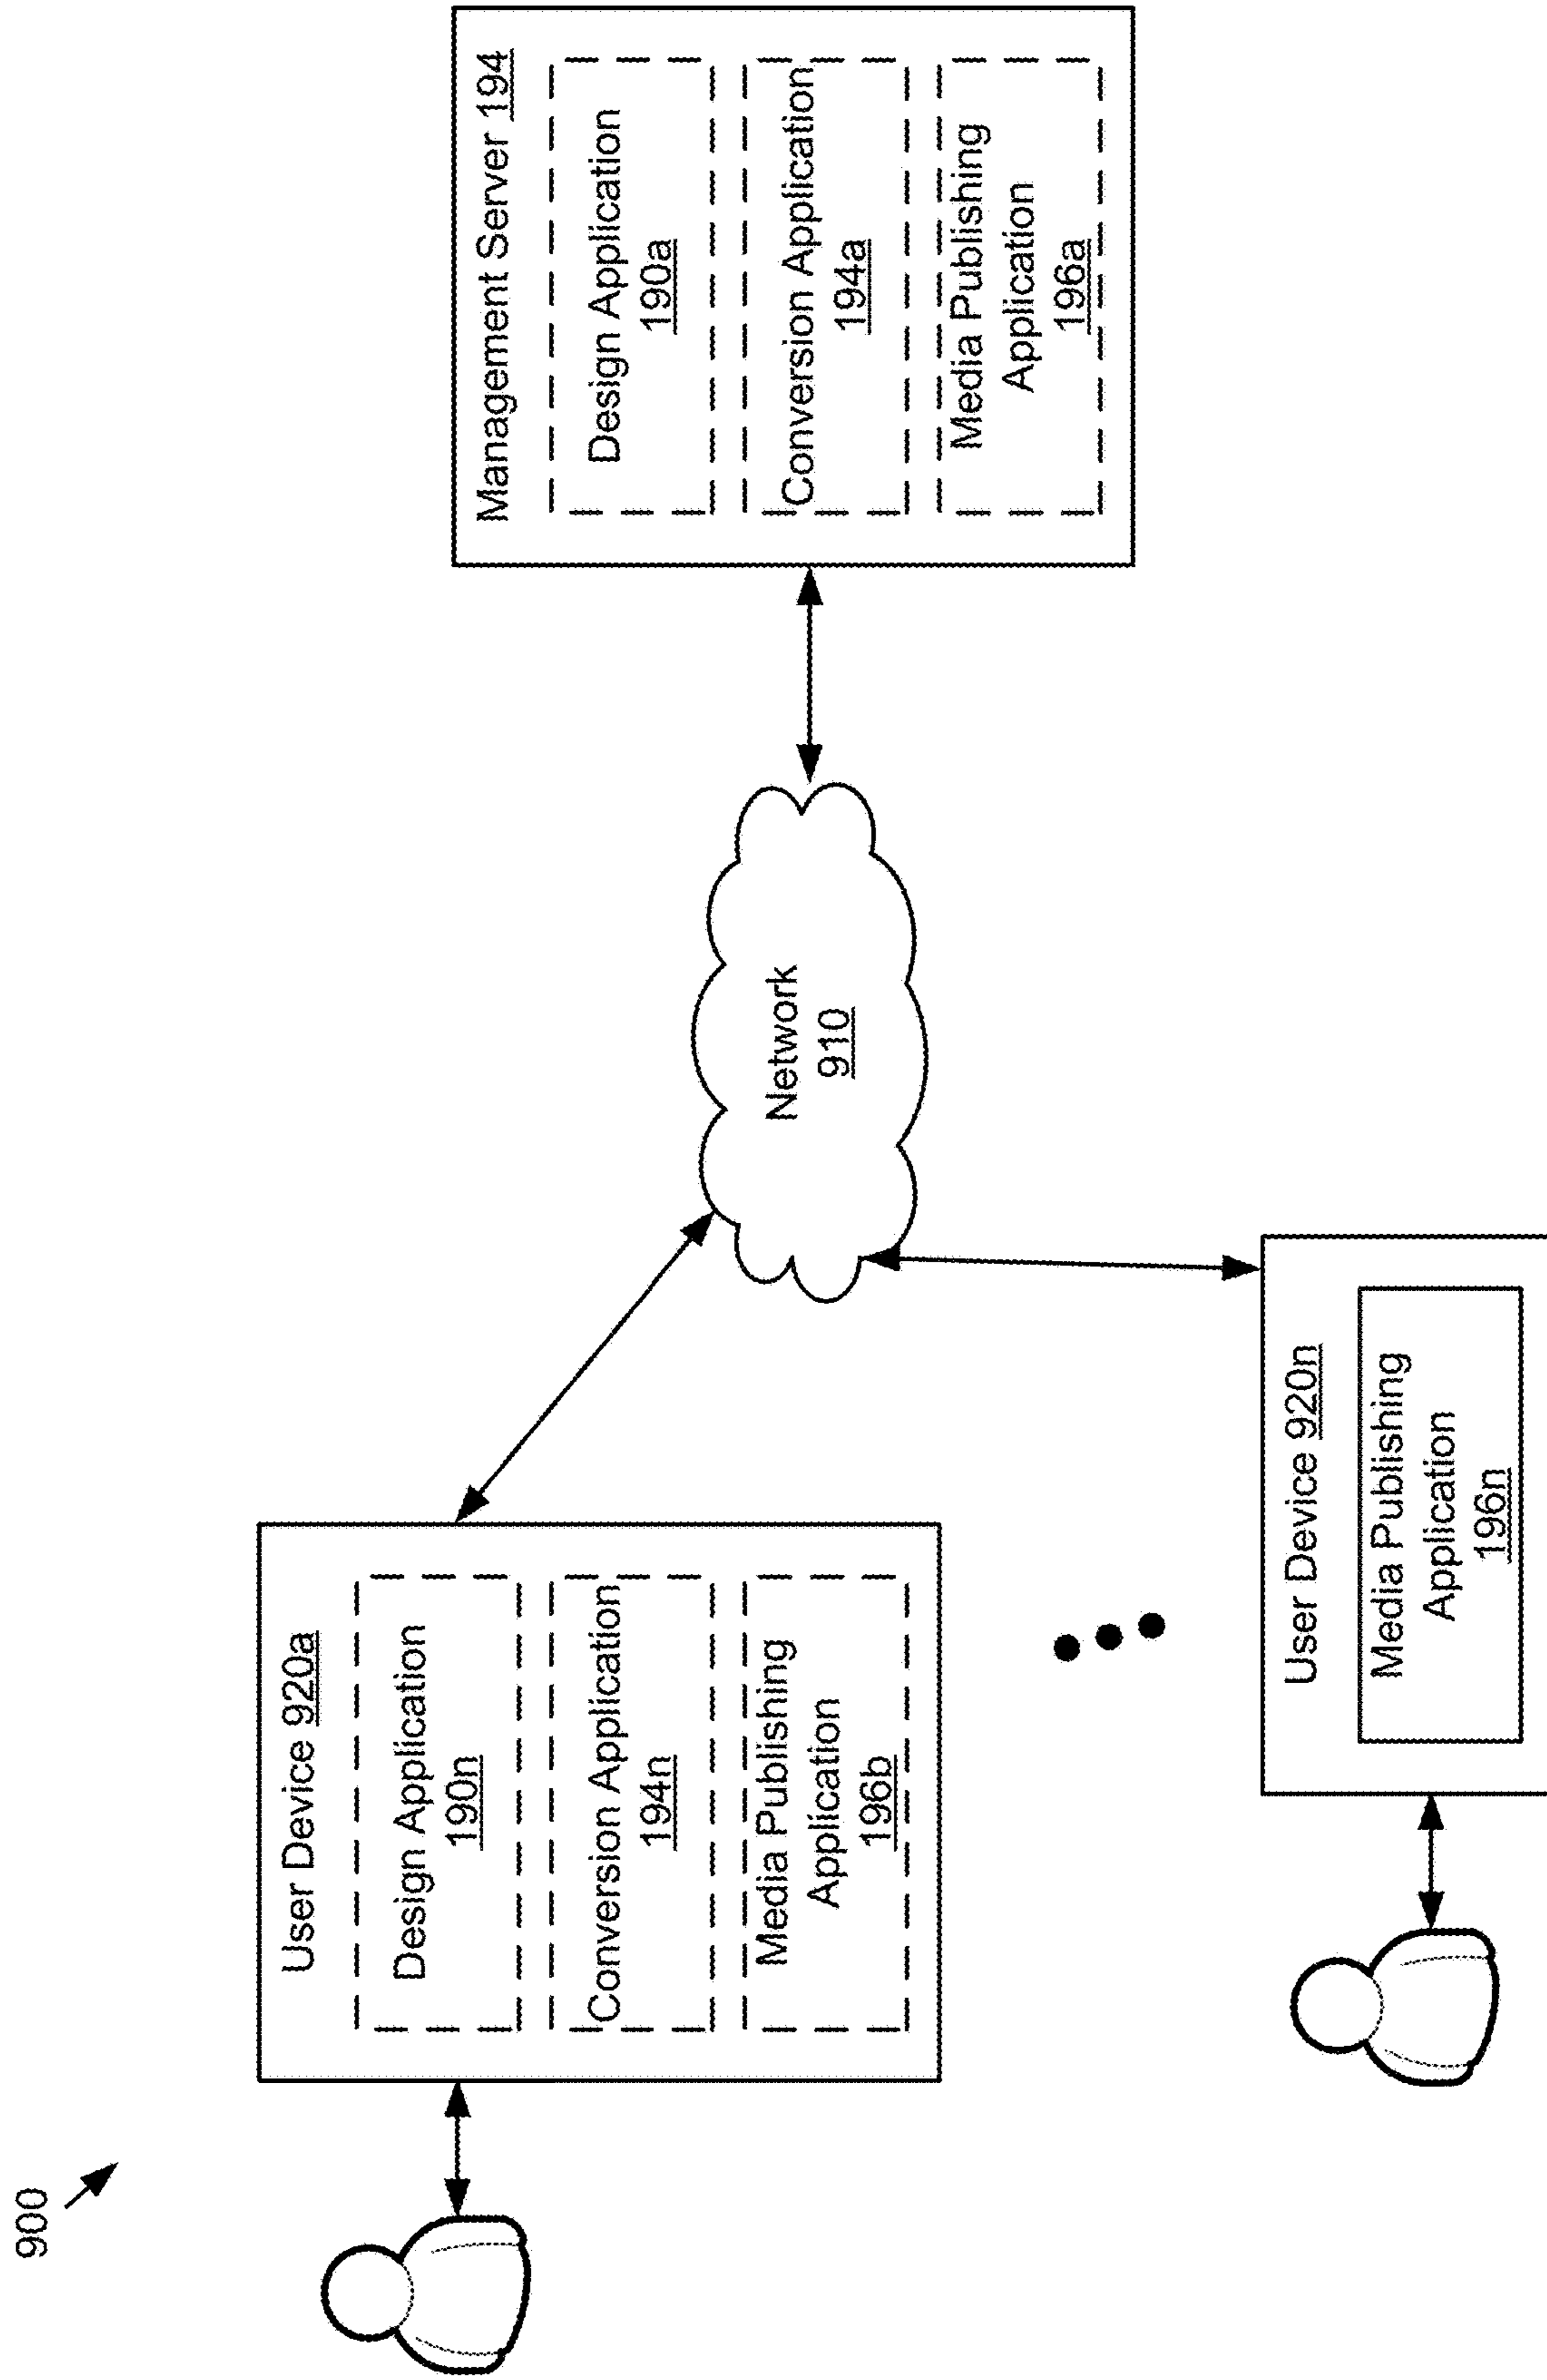 900
User Device 920a
Design Application
190n
Conversion Application
194n
Media Publishing
Application
196b
User Device 920n
Media Publishing
Application
196n
Network
910
Management Server 194
Design Application
190a
Conversion Application
194a
Media Publishing
Application
196a